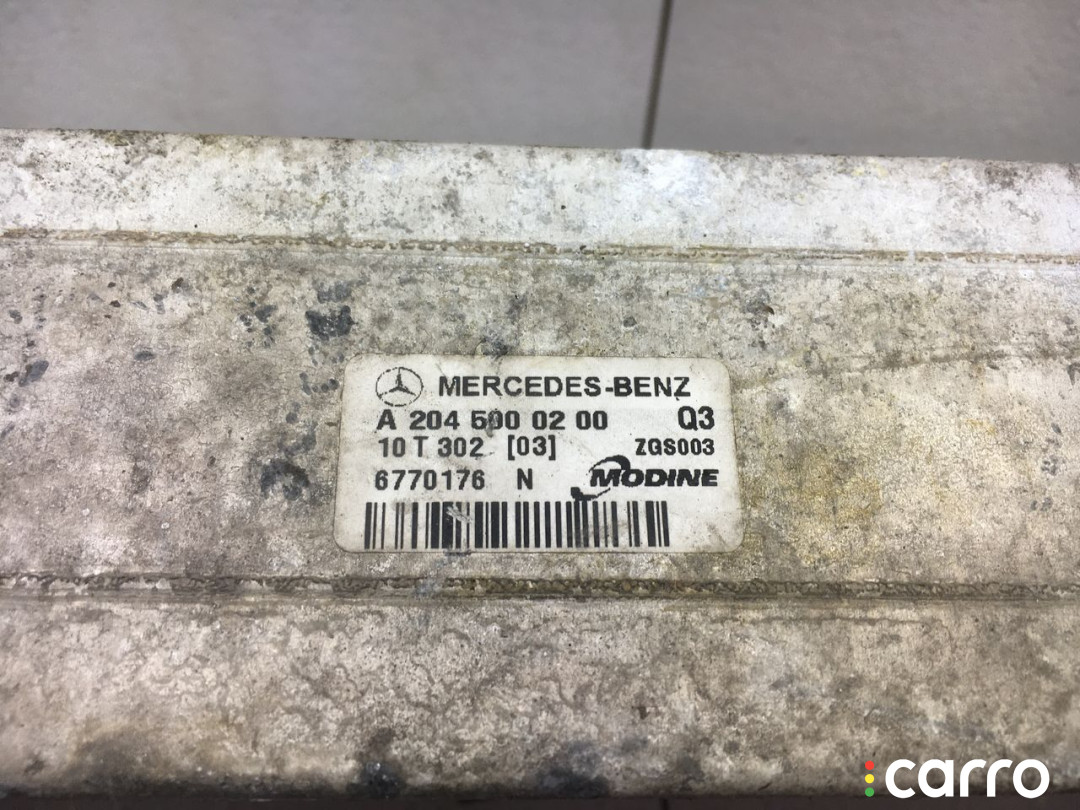 MERCEDES-BENZ
A 204 500 02 00 Q3
10 T 302 [03] ZGS003
6770176 N MODINE
carro